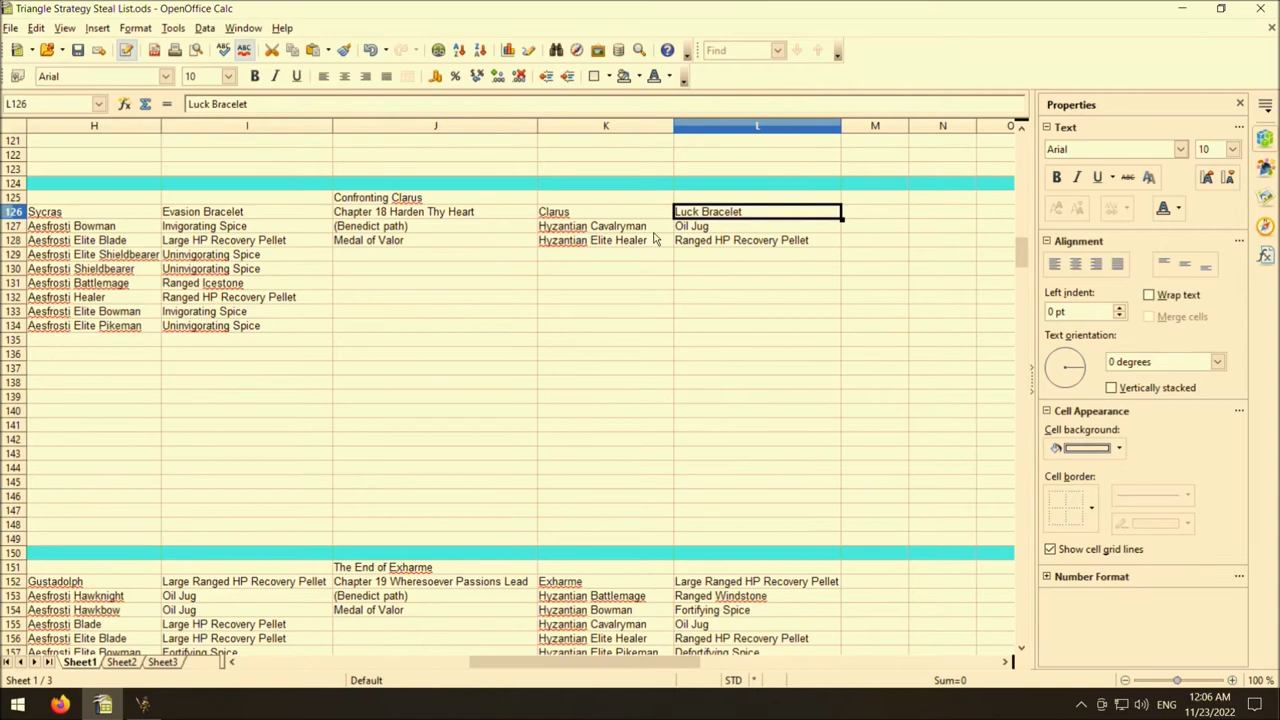 Triangle Strategy Steal List.ods - OpenOffice Calc
File Edit View Insert Format Tools Data Window Help
Find
Arial 10
L126 Luck Bracelet
Properties
H I J K L M N O
121
122
123
124
125 Confronting Clarus
126 Sycras Evasion Bracelet Chapter 18 Harden Thy Heart Clarus Luck Bracelet
127 Aesfrosti Bowman Invigorating Spice (Benedict path) Hyzantian Cavalryman Oil Jug
128 Aesfrosti Elite Blade Large HP Recovery Pellet Medal of Valor Hyzantian Elite Healer Ranged HP Recovery Pellet
129 Aesfrosti Elite Shieldbearer Uninvigorating Spice
130 Aesfrosti Shieldbearer Uninvigorating Spice
131 Aesfrosti Battlemage Ranged Icestone
132 Aesfrosti Healer Ranged HP Recovery Pellet
133 Aesfrosti Elite Bowman Invigorating Spice
134 Aesfrosti Elite Pikeman Uninvigorating Spice
135
136
137
138
139
140
141
142
143
144
145
146
147
148
149
150
151 The End of Exharme
152 Gustadolph Large Ranged HP Recovery Pellet Chapter 19 Wheresoever Passions Lead Exharme Large Ranged HP Recovery Pellet
153 Aesfrosti Hawknight Oil Jug (Benedict path) Hyzantian Battlemage Ranged Windstone
154 Aesfrosti Hawkbow Oil Jug Medal of Valor Hyzantian Bowman Fortifying Spice
155 Aesfrosti Blade Large HP Recovery Pellet Hyzantian Cavalryman Oil Jug
156 Aesfrosti Elite Blade Large HP Recovery Pellet Hyzantian Elite Healer Ranged HP Recovery Pellet
157 Aesfrosti Elite Bowman Fortifying Spice Hyzantian Elite Pikeman Defortifying Spice
Text
Arial 10
Alignment
Left indent: Wrap text
0 pt Merge cells
Text orientation:
0 degrees
Vertically stacked
Cell Appearance
Cell background:
Cell border:
Show cell grid lines
Number Format
Sheet1 Sheet2 Sheet3
Sheet 1 / 3 Default STD * Sum=0 100 %
ENG 12:06 AM
11/23/2022